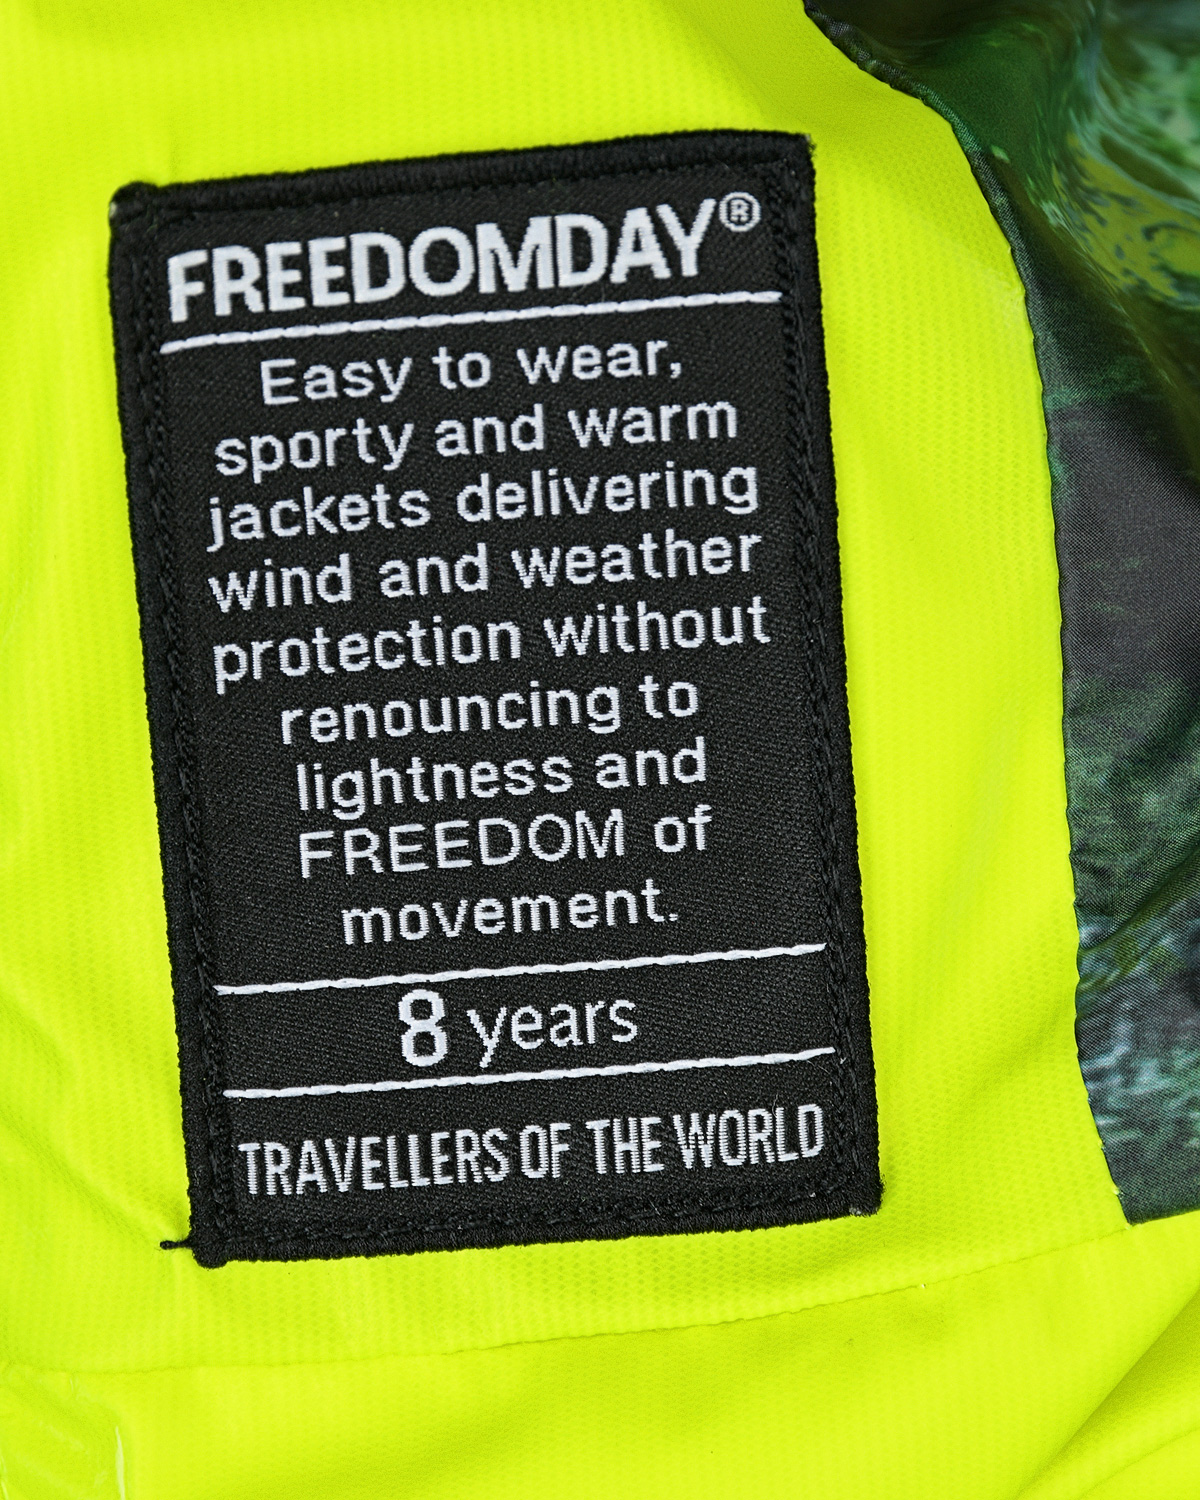 FREEDOMDAY®
Easy to wear,
sporty and warm
jackets delivering
wind and weather
protection without
renouncing to
lightness and
FREEDOM of
movement.
8 years
TRAVELLERS OF THE WORLD